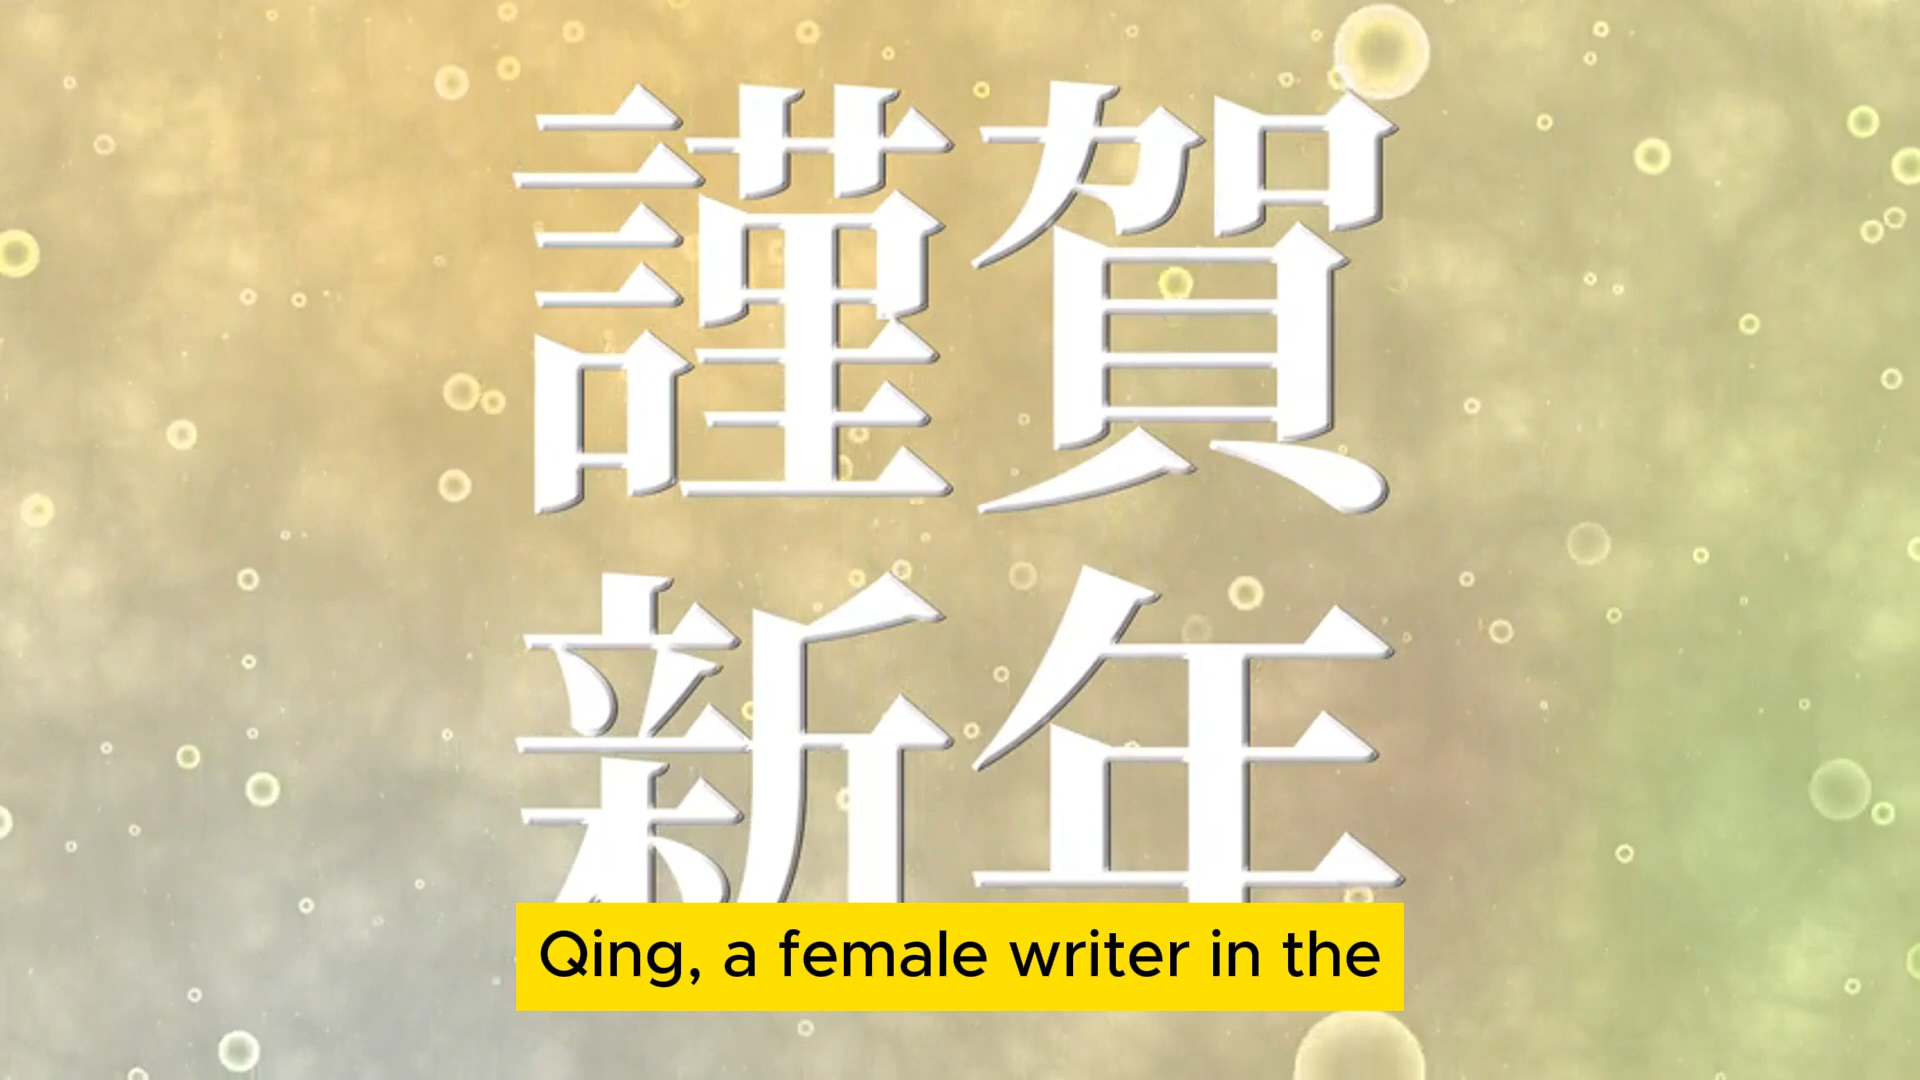 謹賀
新年
Qing, a female writer in the